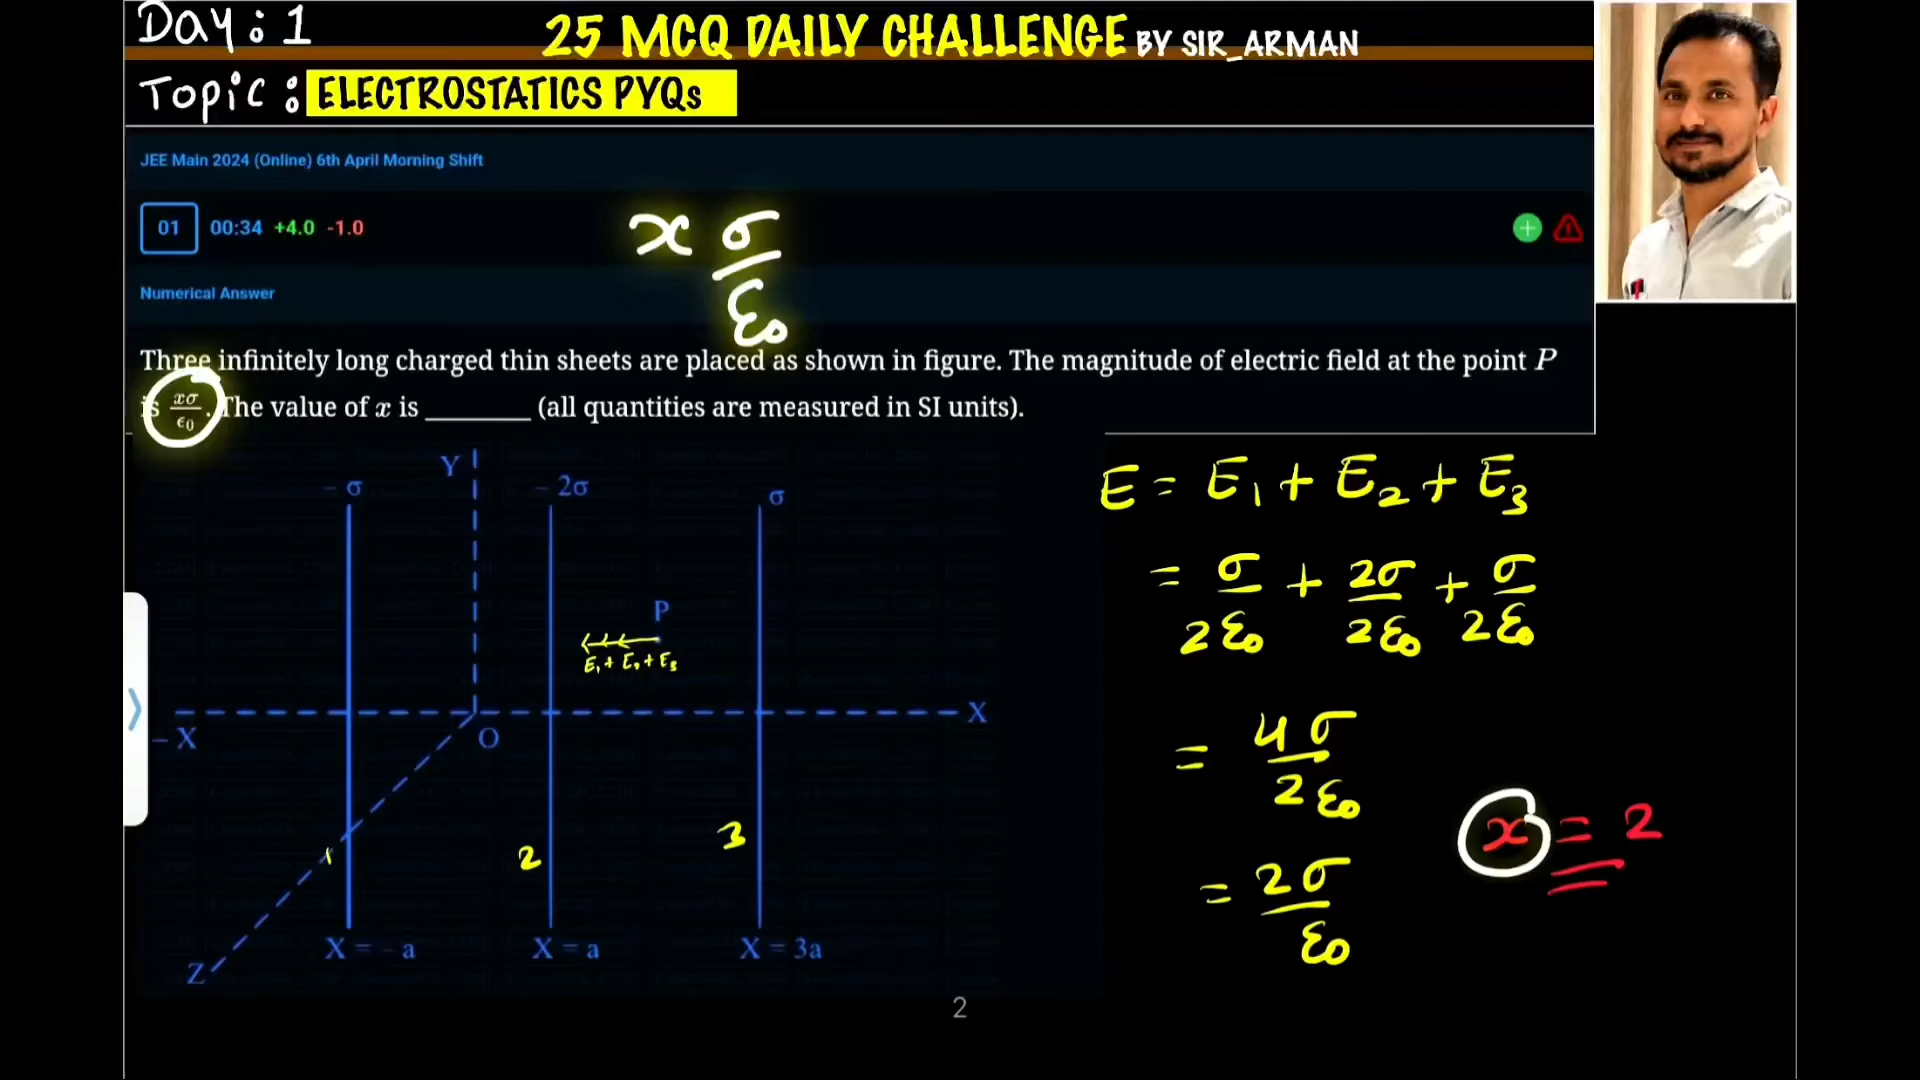 Day: 1
25 MCQ DAILY CHALLENGE BY SIR_ARMAN
Topic: ELECTROSTATICS PYQs
JEE Main 2024 (Online) 6th April Morning Shift
01 00:34 +4.0 -1.0
x σ/ε₀
Numerical Answer
Three infinitely long charged thin sheets are placed as shown in figure. The magnitude of electric field at the point P
is xσ/ϵ₀. The value of x is ________ (all quantities are measured in SI units).
Y
- σ
- 2σ
σ
P
E₁ + E₂ + E₃
- X
O
X
1
2
3
X = - a
X = a
X = 3a
Z
E = E₁ + E₂ + E₃
= σ/2ε₀ + 2σ/2ε₀ + σ/2ε₀
= 4σ/2ε₀
= 2σ/ε₀
x = 2
2